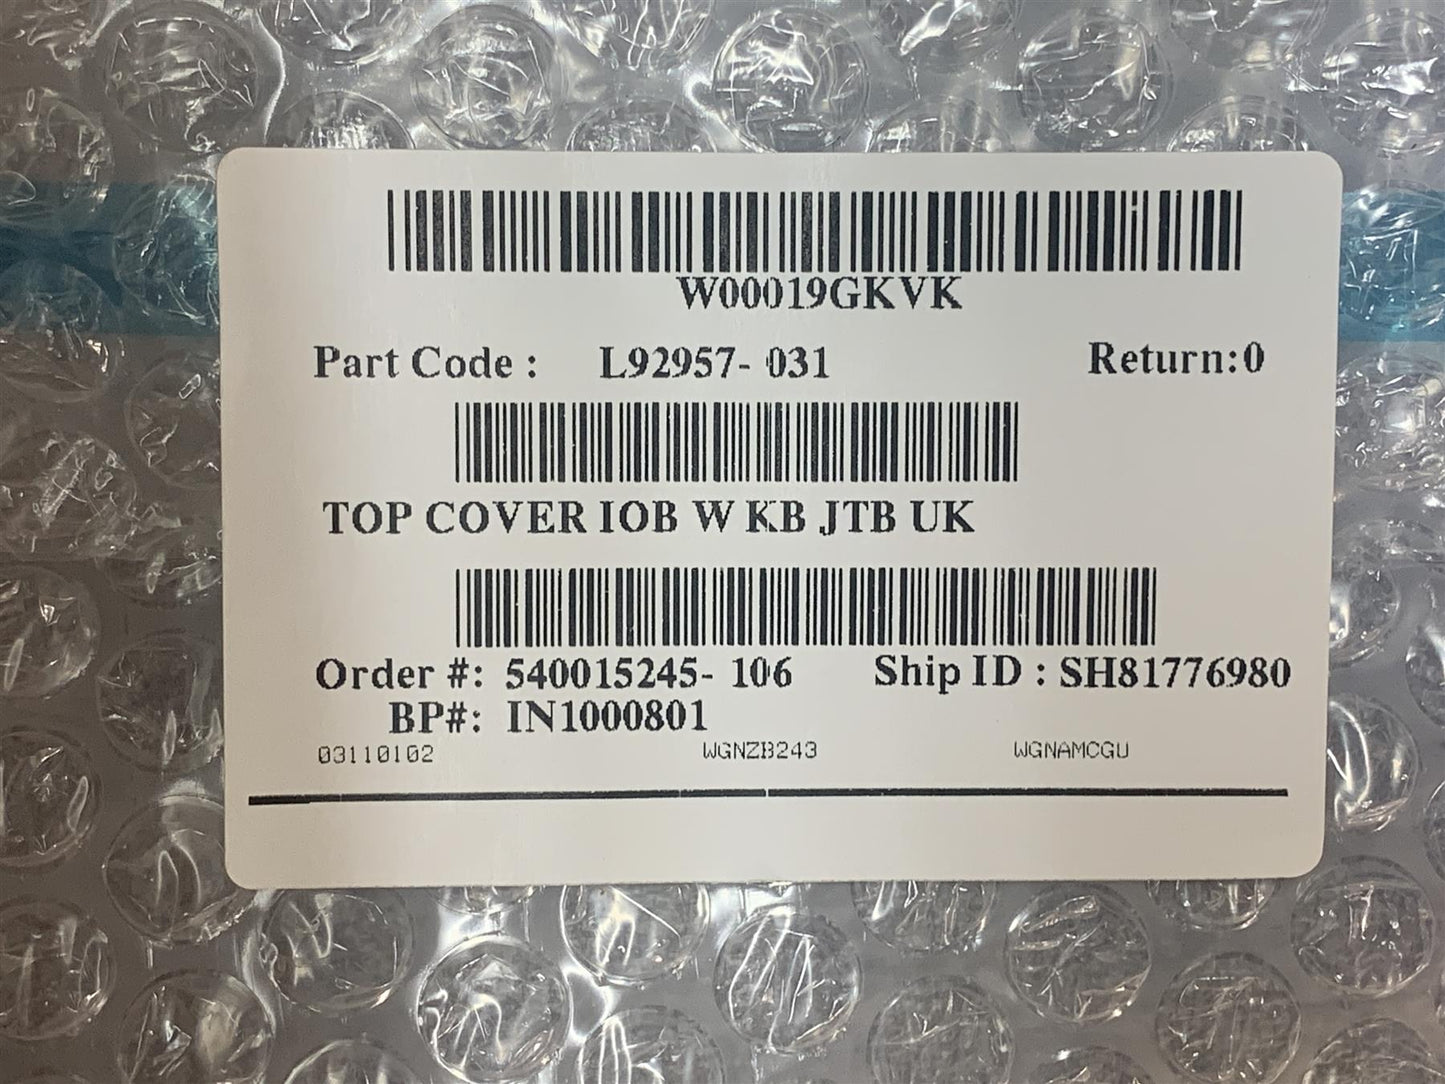 W00019GKVK
Part Code : L92957- 031 Return:0
TOP COVER IOB W KB JTB UK
Order #: 540015245- 106 Ship ID : SH81776980
BP#: IN1000801
03110102 WGNZB243 WGNAMCGU